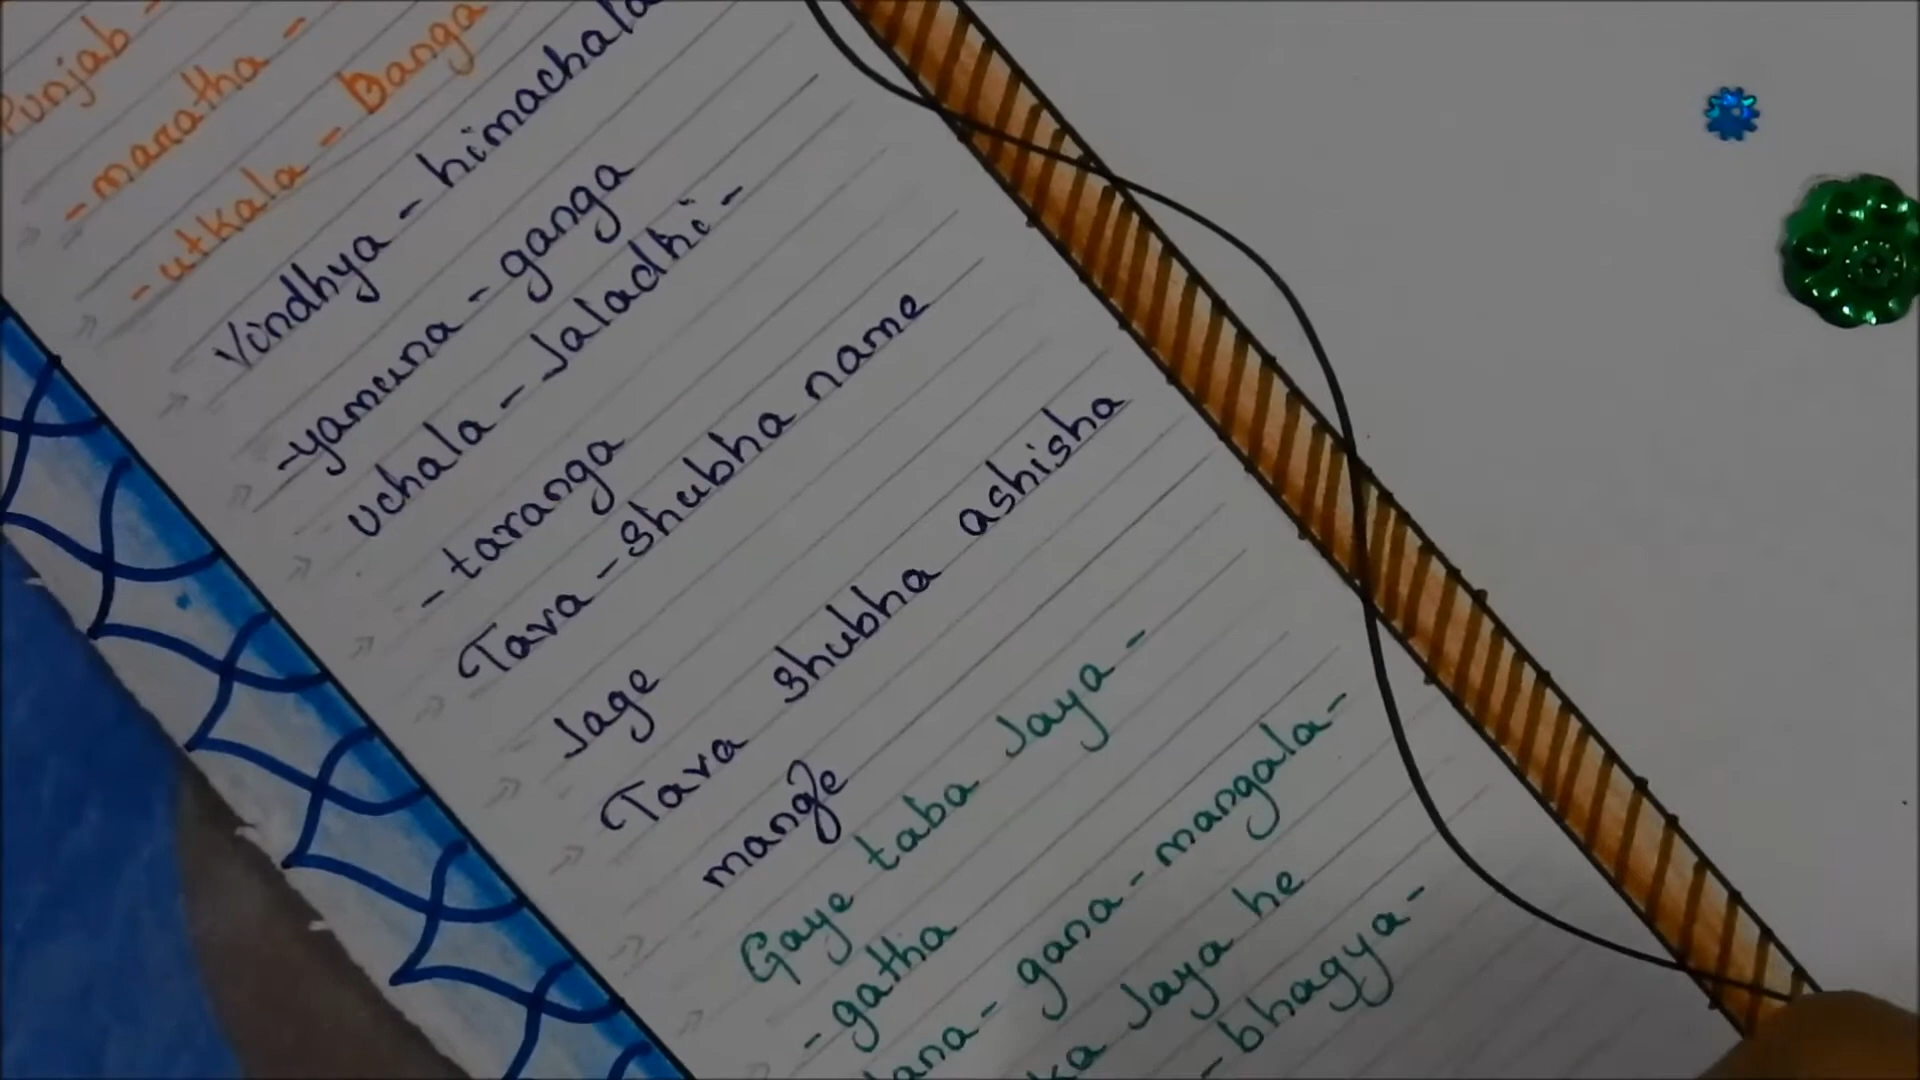 Punjab -
- maratha -
- utkala - Banga
Vindhya - himachala
- yamuna - ganga
uchala - Jaladhi -
- taranga
Tava - shubha name
Jage
Tava shubha ashisha
mange
Gaye taba Jaya -
- gatha
- gana - mangala -
Jaya he
- bhagya -